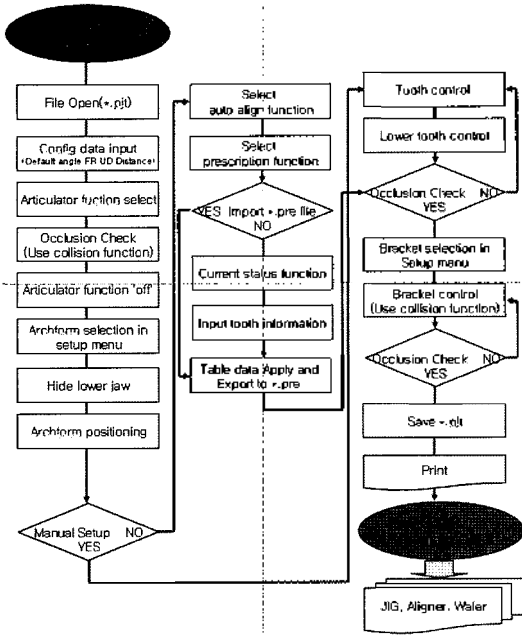 File Open(*.pjt)
Config data input
*Default angle FR UD Distance)
Articulator fuction select
Occlusion Check
(Use collision function)
Articulator function 'off'
Archform selection in
setup menu
Hide lower jaw
Archform positioning
Manual Setup NO
YES
Select
auto align function
Select
prescription function
YES Import *.pre file
NO
Current status function
Input tooth information
Table data Apply and
Export to *.pre
Tooth control
Lower tooth control
Occlusion Check NO
YES
Bracket selection in
Setup menu
Bracket control
(Use collision function)
Occlusion Check NO
YES
Save *.pjt
Print
JIG, Aligner, Wafer